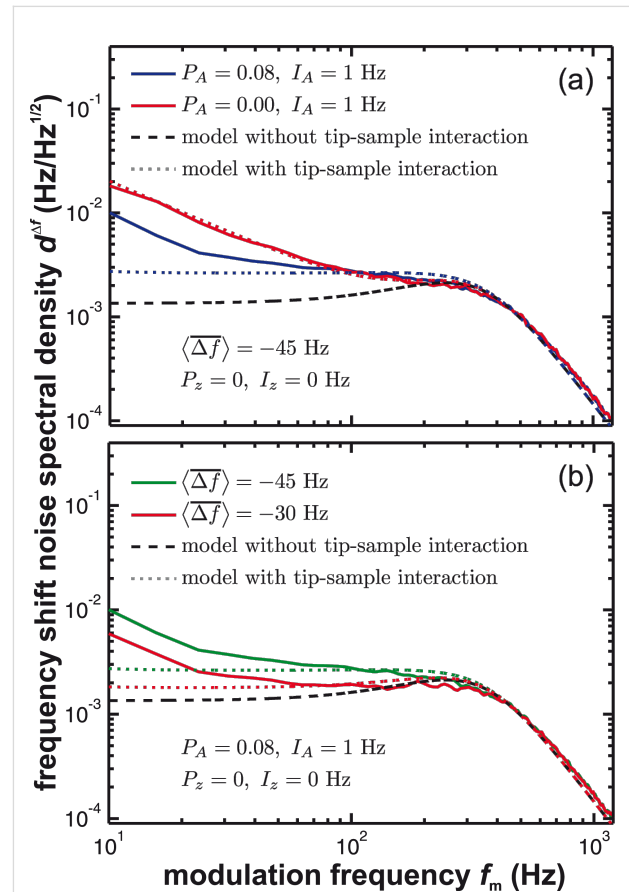 frequency shift noise spectral density d^Δf (Hz/Hz^1/2)
(a)
P_A = 0.08, I_A = 1 Hz
P_A = 0.00, I_A = 1 Hz
model without tip-sample interaction
model with tip-sample interaction
10^-1
10^-2
10^-3
10^-4
⟨\overline{Δf}⟩ = −45 Hz
P_z = 0, I_z = 0 Hz
(b)
⟨\overline{Δf}⟩ = −45 Hz
⟨\overline{Δf}⟩ = −30 Hz
model without tip-sample interaction
model with tip-sample interaction
10^-1
10^-2
10^-3
10^-4
P_A = 0.08, I_A = 1 Hz
P_z = 0, I_z = 0 Hz
10^1 10^2 10^3
modulation frequency f_m (Hz)